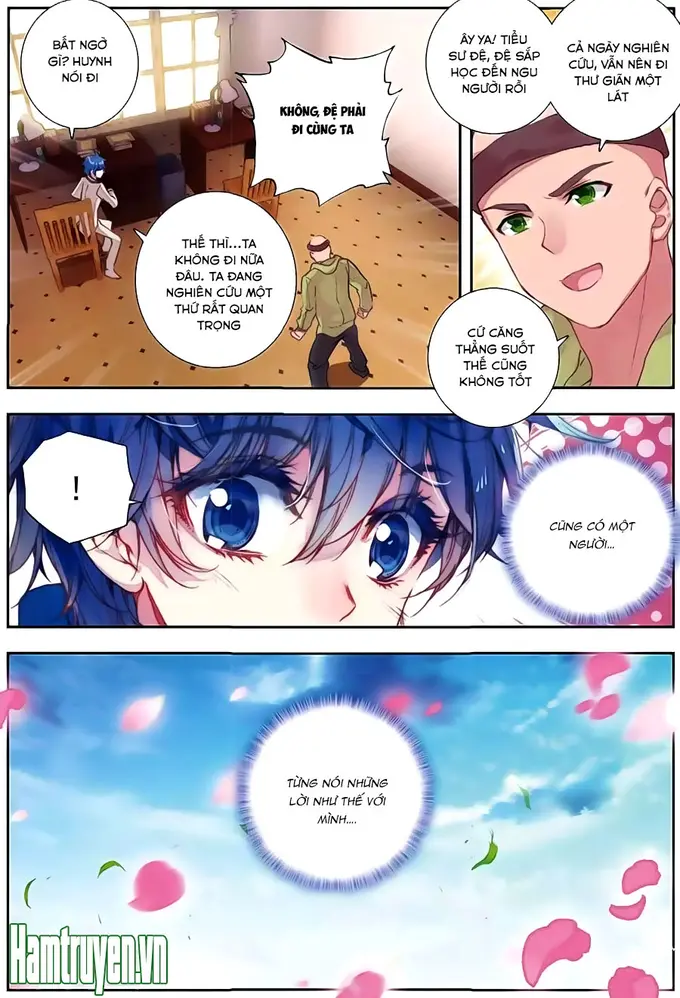 BẤT NGỜ
GÌ? HUYNH
NÓI ĐI
KHÔNG, ĐỆ PHẢI
ĐI CÙNG TA
THẾ THÌ...TA
KHÔNG ĐI NỮA
ĐÂU. TA ĐANG
NGHIÊN CỨU MỘT
THỨ RẤT QUAN
TRỌNG
ẤY YA! TIỂU
SƯ ĐỆ, ĐỆ SẮP
HỌC ĐẾN NGU
NGƯỜI RỒI
CẢ NGÀY NGHIÊN
CỨU, VẪN NÊN ĐI
THƯ GIÃN MỘT
LÁT
CỨ CĂNG
THẲNG SUỐT
THẾ CŨNG
KHÔNG TỐT
!
CŨNG CÓ MỘT
NGƯỜI...
TỪNG NÓI NHỮNG
LỜI NHƯ THẾ VỚI
MÌNH....
Hamtruyen.vn